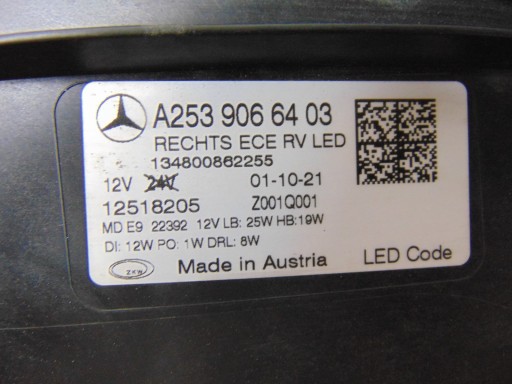 A253 906 64 03
RECHTS ECE RV LED
134800862255
12V 24V 01-10-21
12518205 Z001Q001
MD E9 22392 12V LB: 25W HB:19W
DI: 12W PO: 1W DRL: 8W
ZKW Made in Austria LED Code